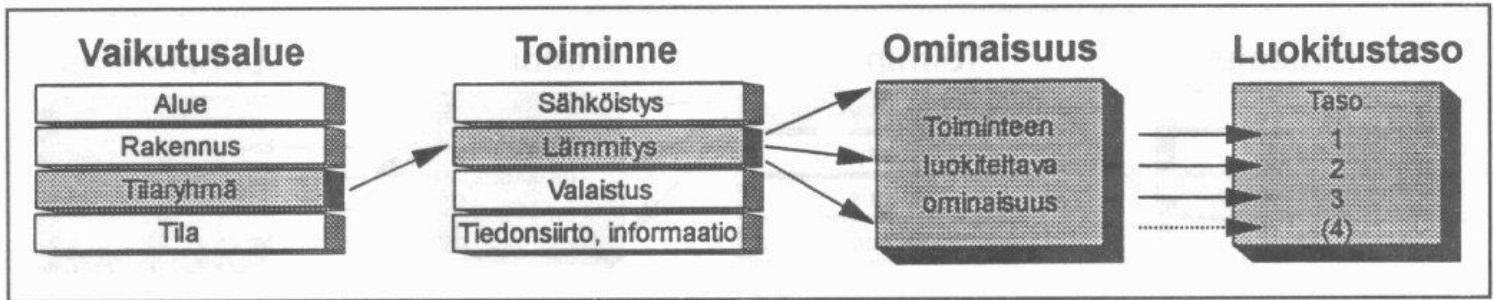 Vaikutusalue
Alue
Rakennus
Tilaryhmä
Tila
Toiminne
Sähköistys
Lämmitys
Valaistus
Tiedonsiirto, informaatio
Ominaisuus
Toiminteen
luokiteltava
ominaisuus
Luokitustaso
Taso
1
2
3
(4)